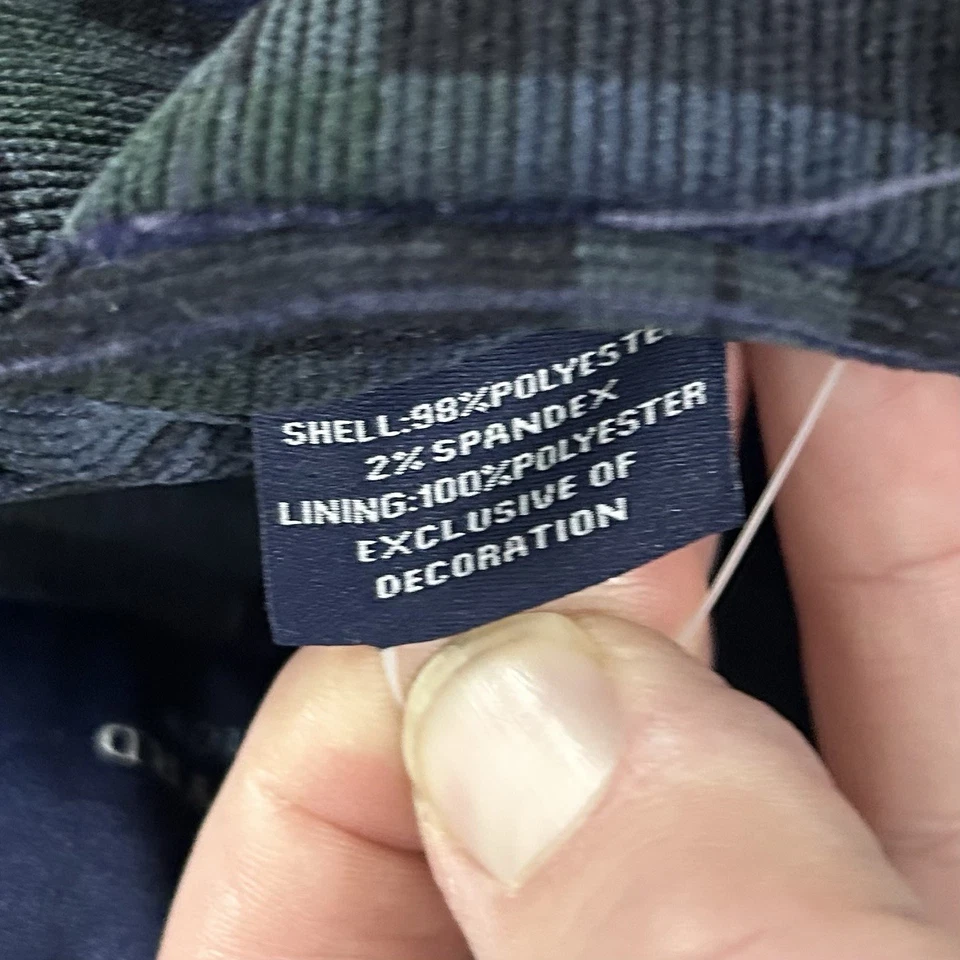 SHELL:98%POLYESTER
2%SPANDEX
LINING:100%POLYESTER
EXCLUSIVE OF
DECORATION